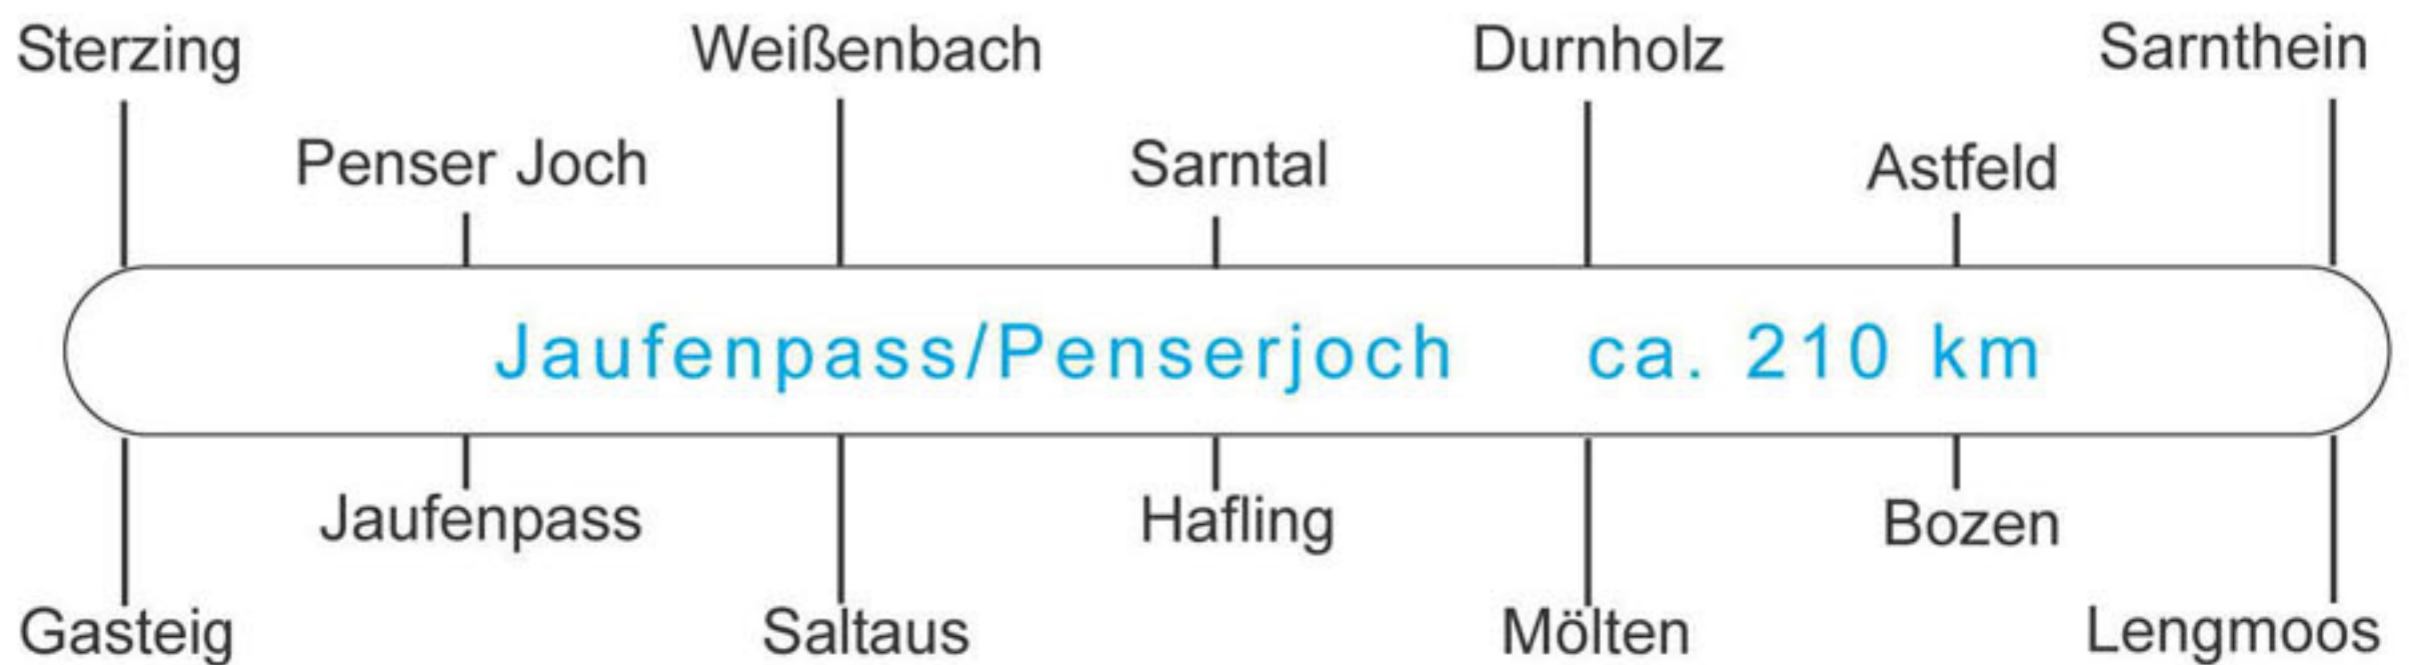 Sterzing Weißenbach Durnholz Sarnthein
Penser Joch Sarntal Astfeld
Jaufenpass/Penserjoch ca. 210 km
Jaufenpass Hafling Bozen
Gasteig Saltaus Mölten Lengmoos